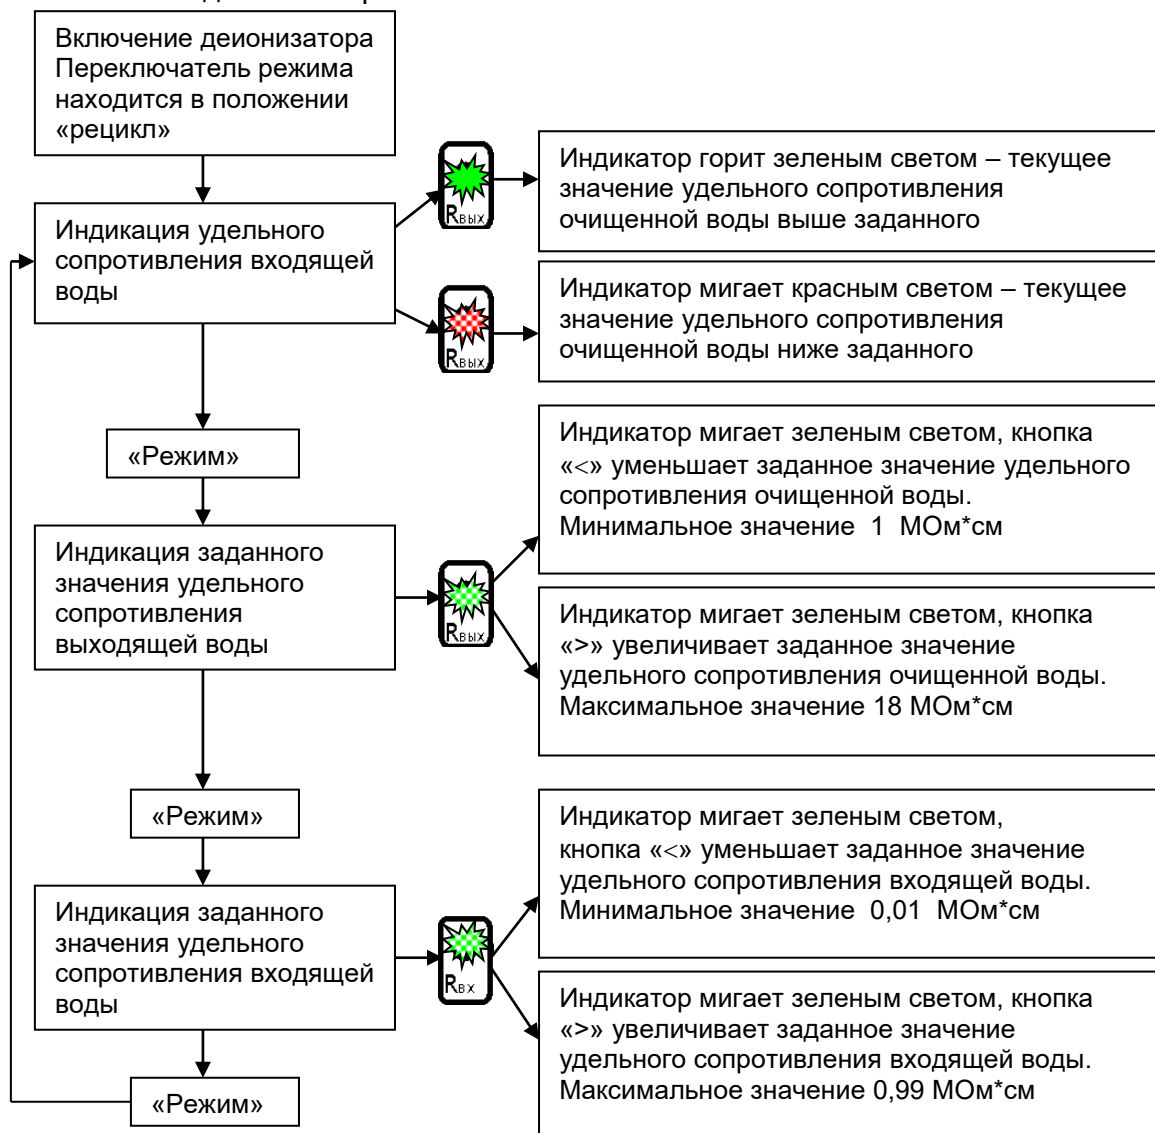 Включение деионизатора
Переключатель режима
находится в положении
«рецикл»
Индикация удельного
сопротивления входящей
воды
Rвых
Индикатор горит зеленым светом – текущее
значение удельного сопротивления
очищенной воды выше заданного
Rвых
Индикатор мигает красным светом – текущее
значение удельного сопротивления
очищенной воды ниже заданного
«Режим»
Индикация заданного
значения удельного
сопротивления
выходящей воды
Rвых
Индикатор мигает зеленым светом, кнопка
«<» уменьшает заданное значение удельного
сопротивления очищенной воды.
Минимальное значение 1 МОм*см
Индикатор мигает зеленым светом, кнопка
«>» увеличивает заданное значение
удельного сопротивления очищенной воды.
Максимальное значение 18 МОм*см
«Режим»
Индикация заданного
значения удельного
сопротивления входящей
воды
Rвх
Индикатор мигает зеленым светом,
кнопка «<» уменьшает заданное значение
удельного сопротивления входящей воды.
Минимальное значение 0,01 МОм*см
Индикатор мигает зеленым светом, кнопка
«>» увеличивает заданное значение
удельного сопротивления входящей воды.
Максимальное значение 0,99 МОм*см
«Режим»